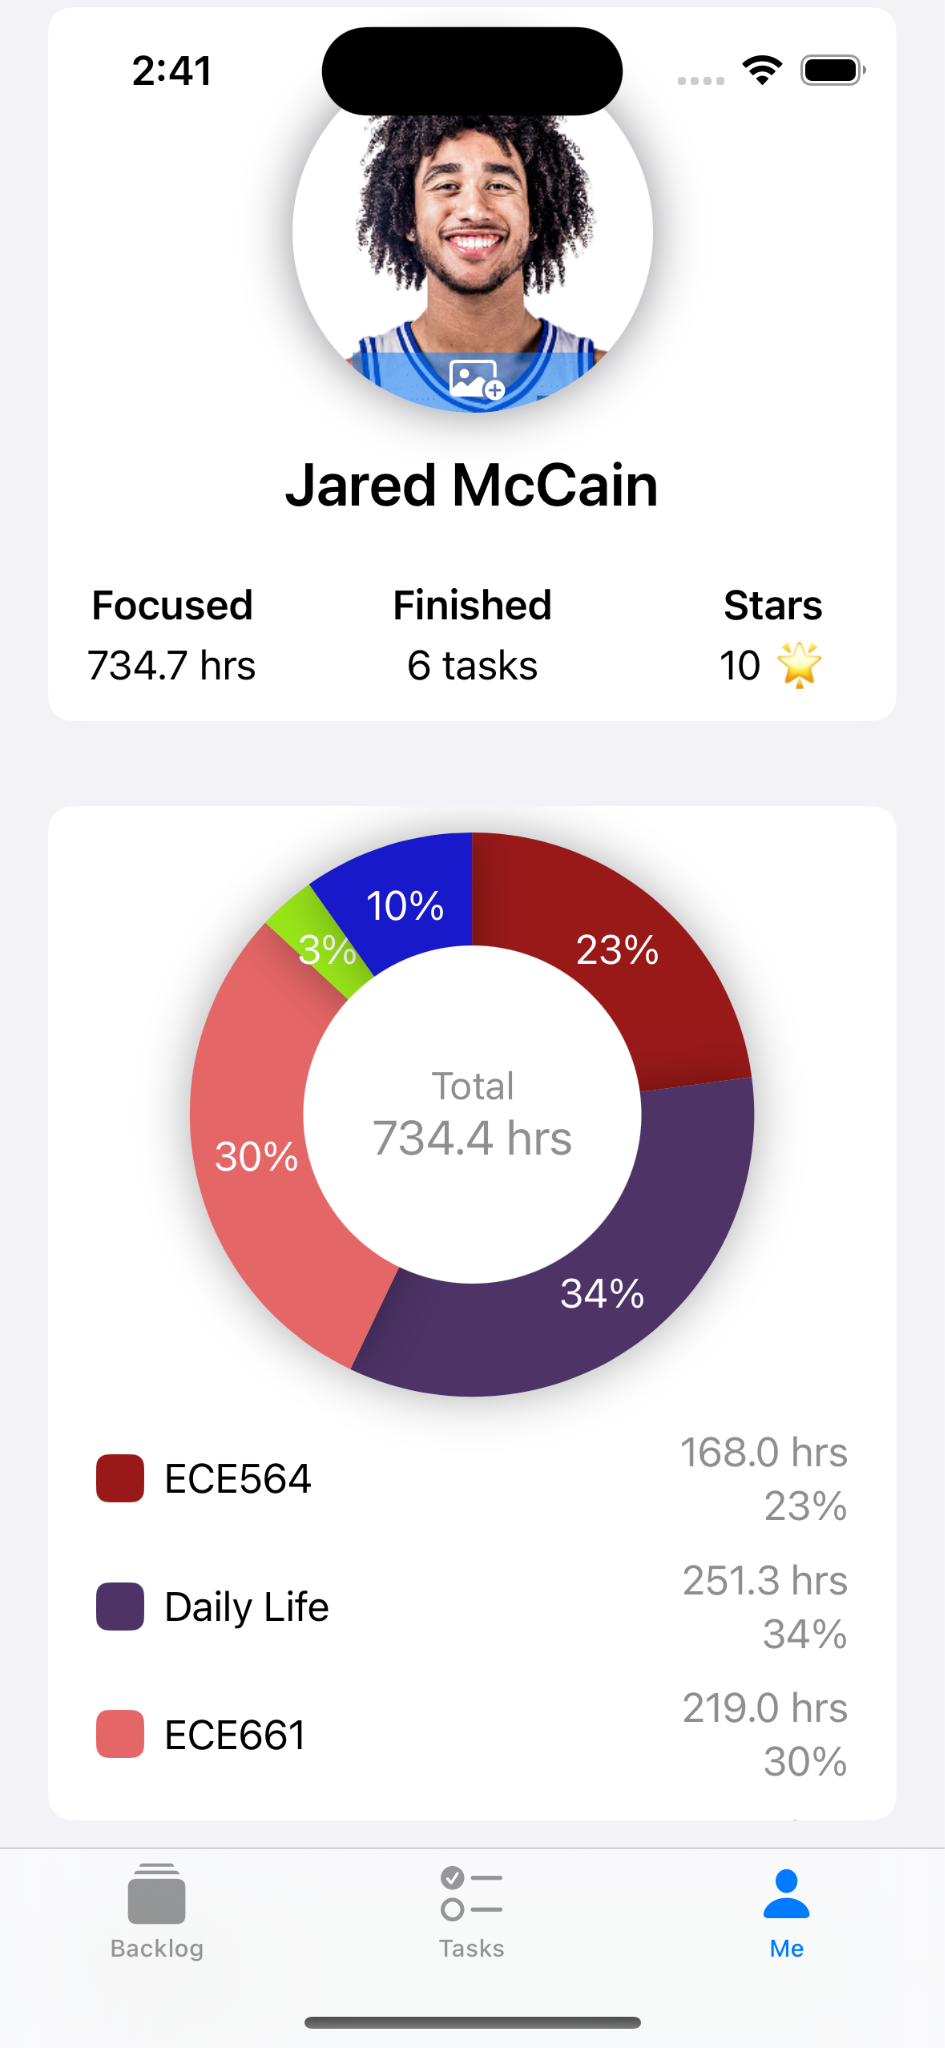 2:41
Jared McCain
Focused Finished Stars
734.7 hrs 6 tasks 10 🌟
10%
23%
3%
30%
34%
Total
734.4 hrs
ECE564
168.0 hrs
23%
Daily Life
251.3 hrs
34%
ECE661
219.0 hrs
30%
Backlog Tasks Me